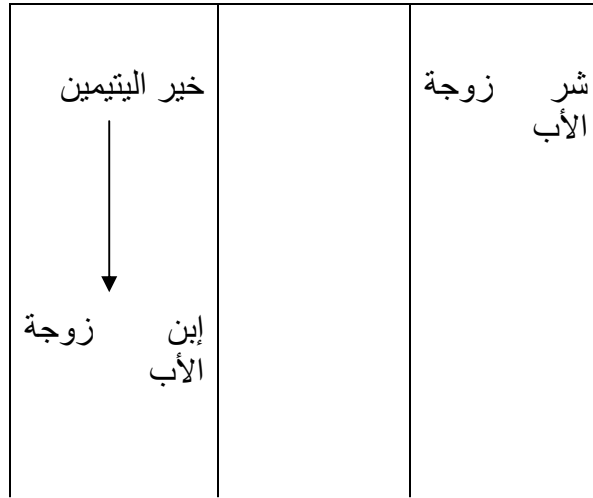 شر زوجة
الأب
خير اليتيمين
إبن زوجة
الأب